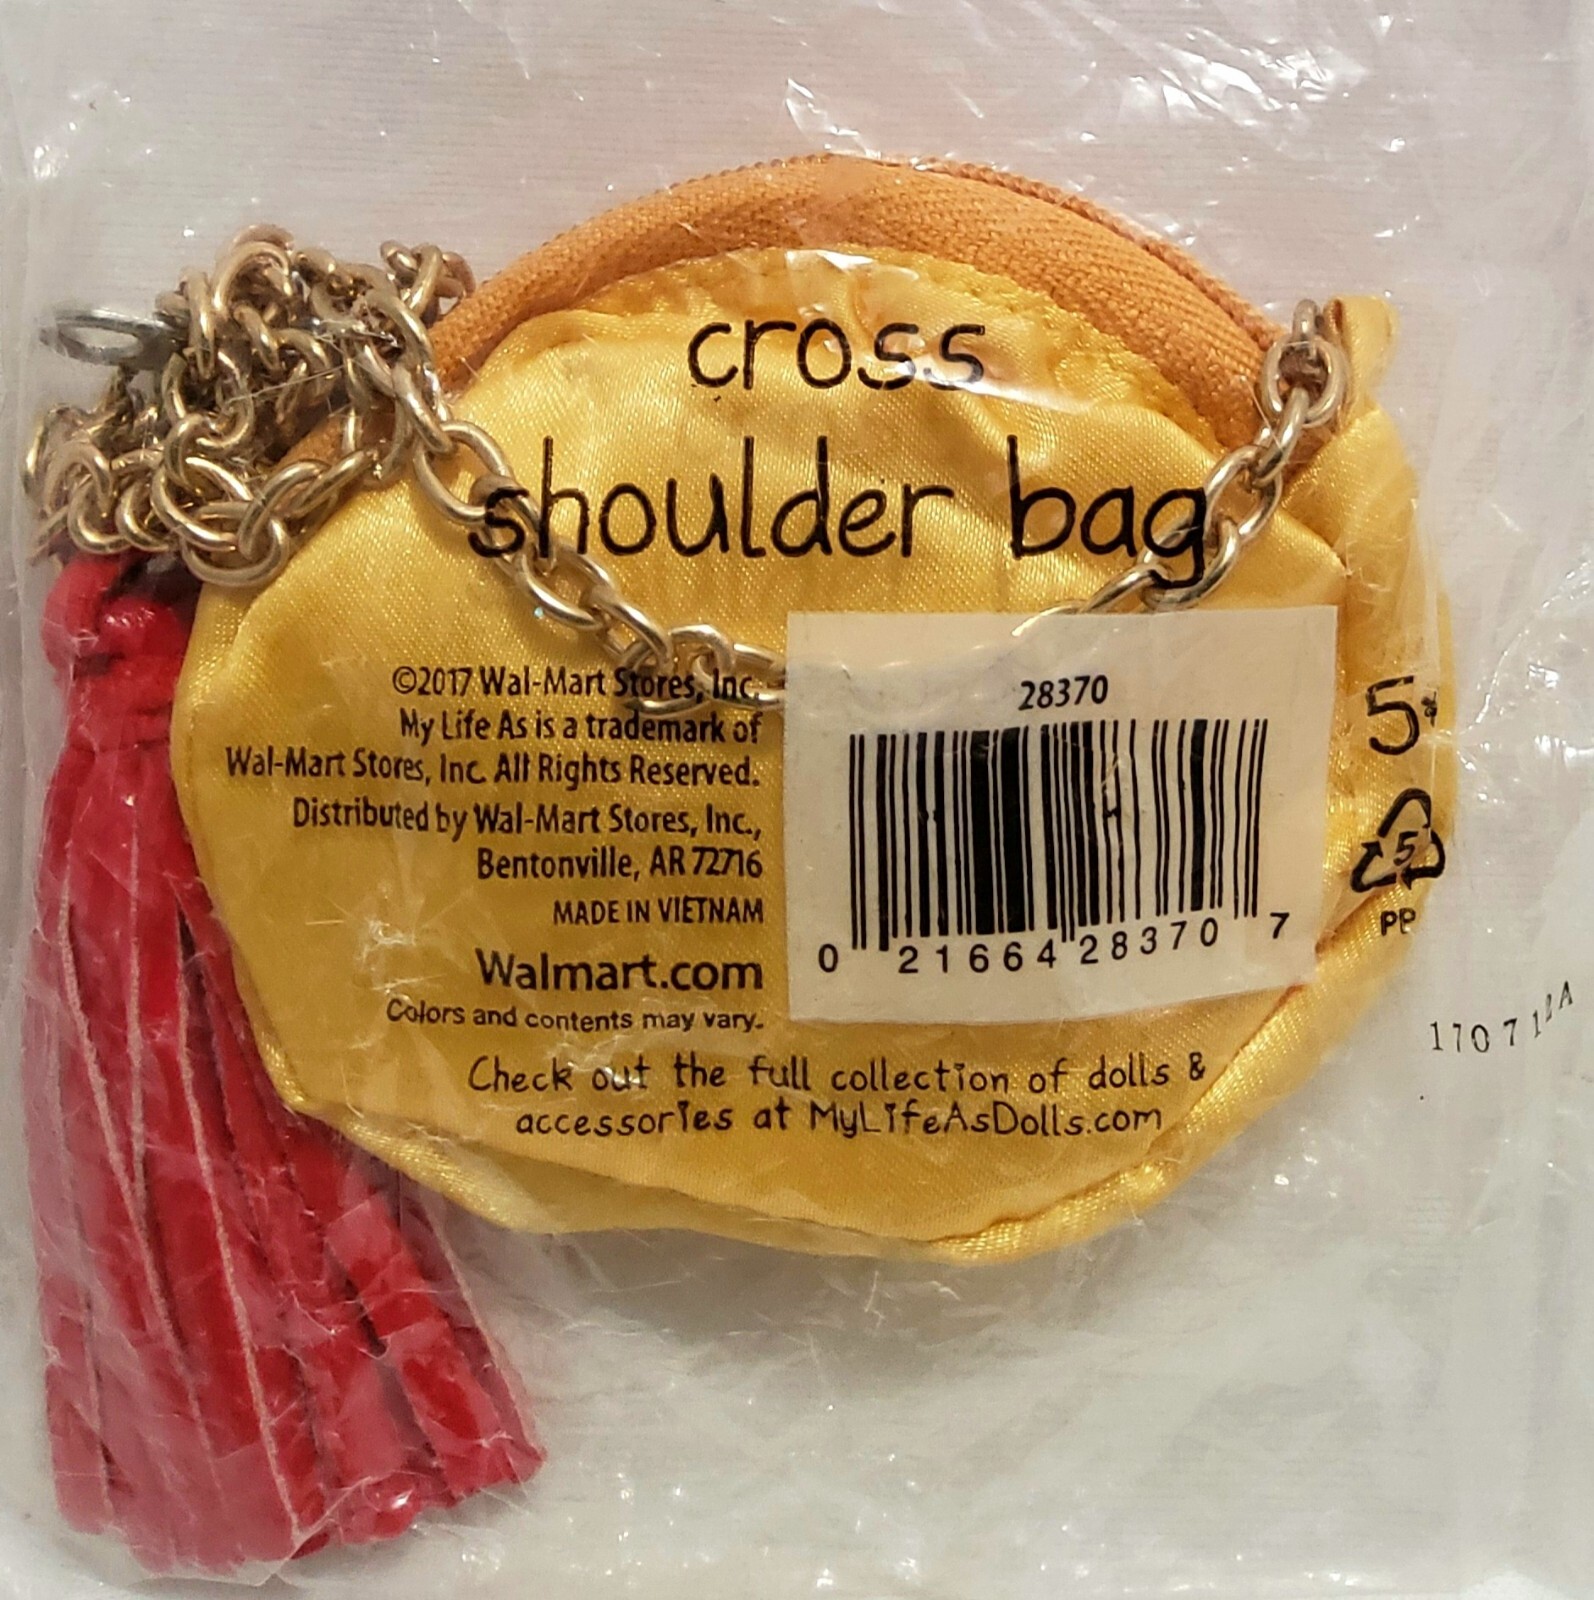 cross
shoulder bag
©2017 Wal-Mart Stores, Inc.
My Life As is a trademark of
Wal-Mart Stores, Inc. All Rights Reserved.
Distributed by Wal-Mart Stores, Inc.,
Bentonville, AR 72716
MADE IN VIETNAM
Walmart.com
Colors and contents may vary.
28370
0 21664 28370 7
5+
5
PP
Check out the full collection of dolls &
accessories at MyLifeAsDolls.com